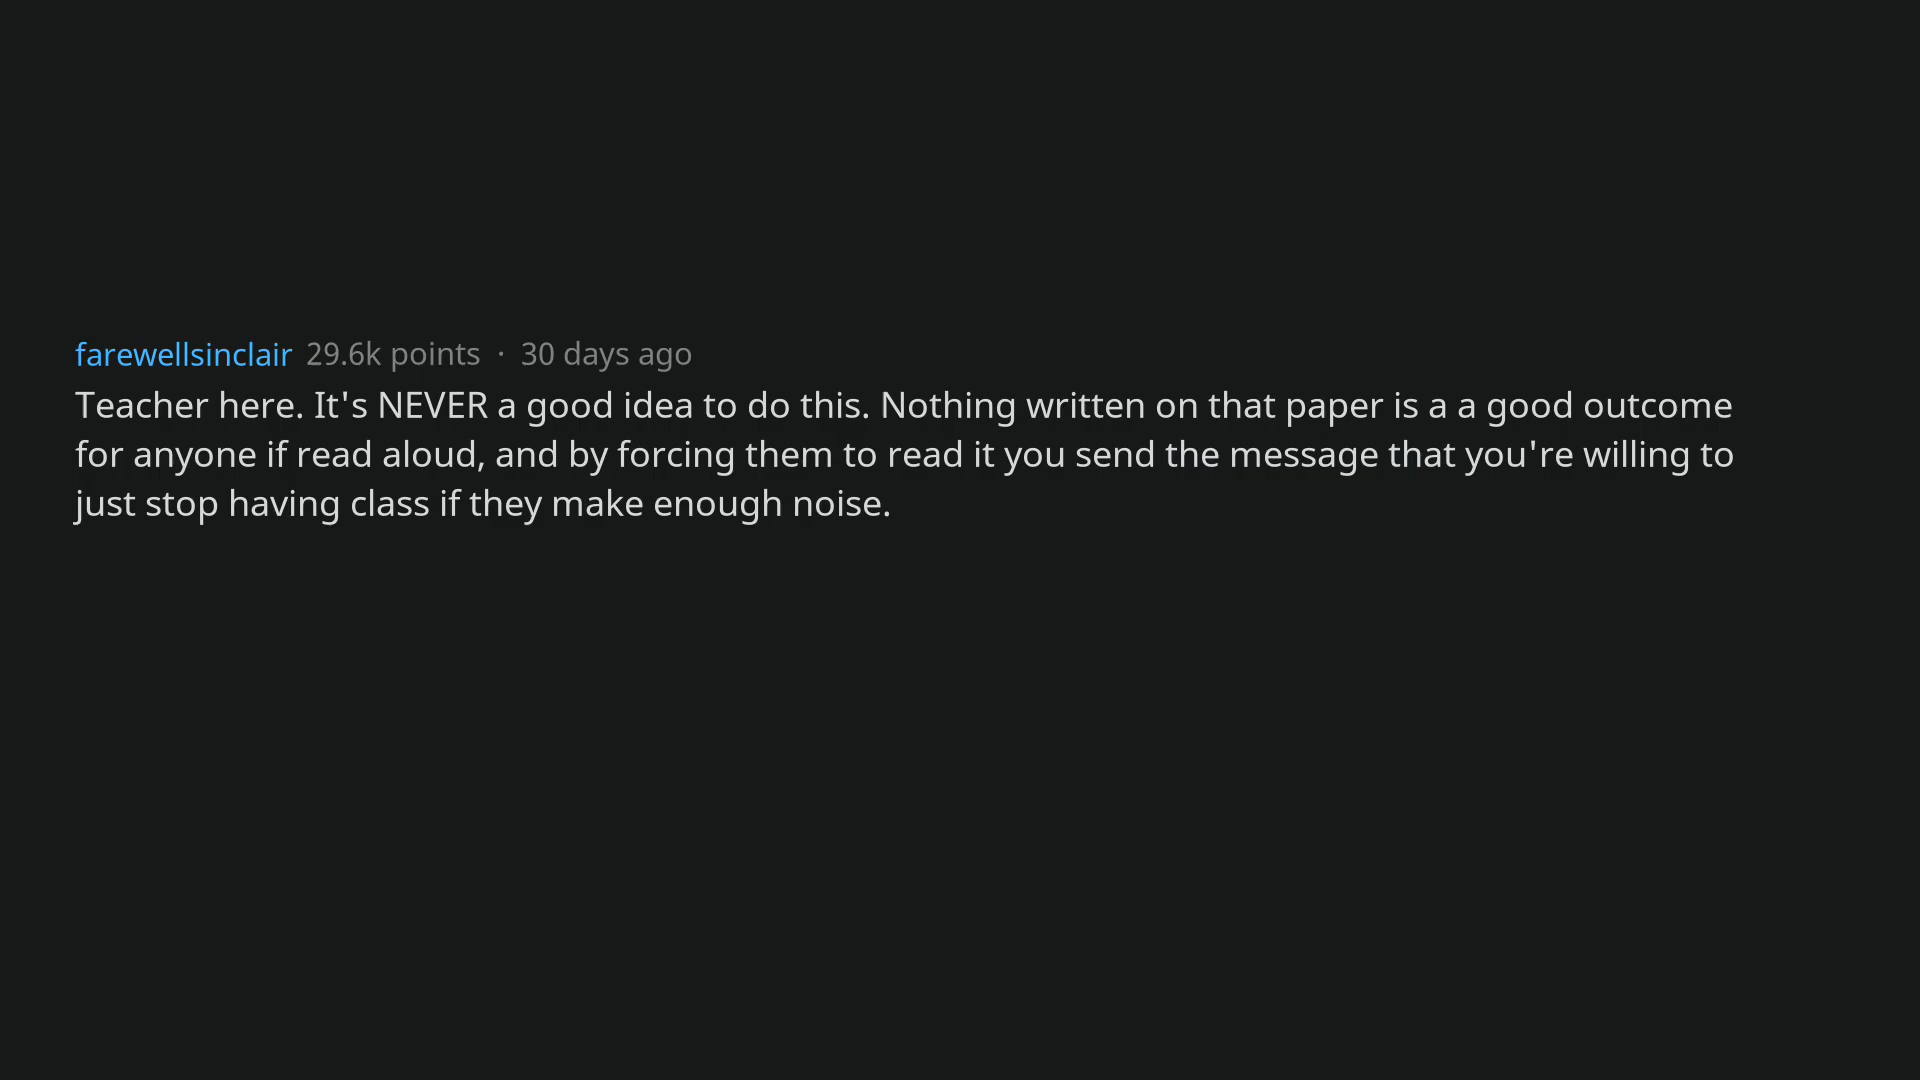 farewellsinclair 29.6k points · 30 days ago
Teacher here. It's NEVER a good idea to do this. Nothing written on that paper is a a good outcome
for anyone if read aloud, and by forcing them to read it you send the message that you're willing to
just stop having class if they make enough noise.